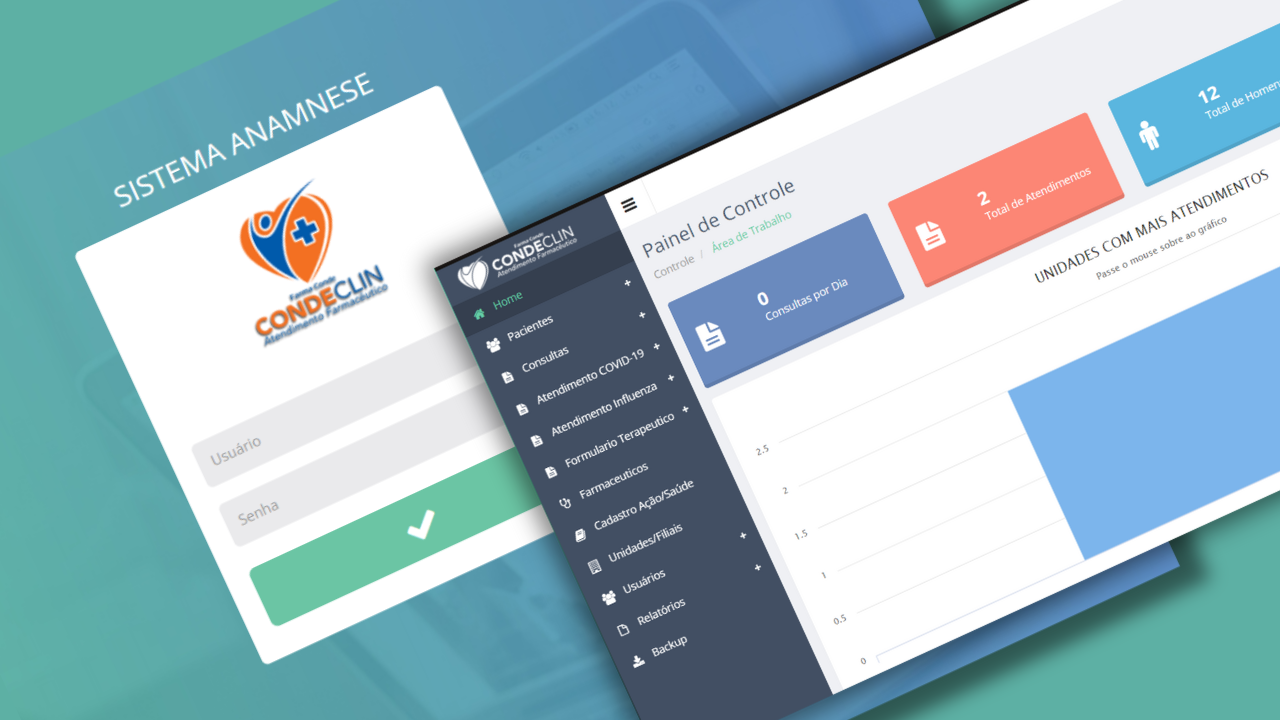 SISTEMA ANAMNESE
Farma Conde
CONDECLIN
Atendimento Farmacêutico
Usuário
Senha
Farma Conde
CONDECLIN
Atendimento Farmacêutico
Home
Pacientes +
Consultas +
Atendimento COVID-19 +
Atendimento Influenza +
Formulario Terapeutico +
Farmaceuticos
Cadastro Ação/Saúde
Unidades/Filiais
Usuários +
Relatórios +
Backup
Painel de Controle
Controle / Área de Trabalho
0
Consultas por Dia
2
Total de Atendimentos
12
Total de
UNIDADES COM MAIS ATENDIMENTOS
Passe o mouse sobre ao gráfico
2.5
2
1.5
1
0.5
0